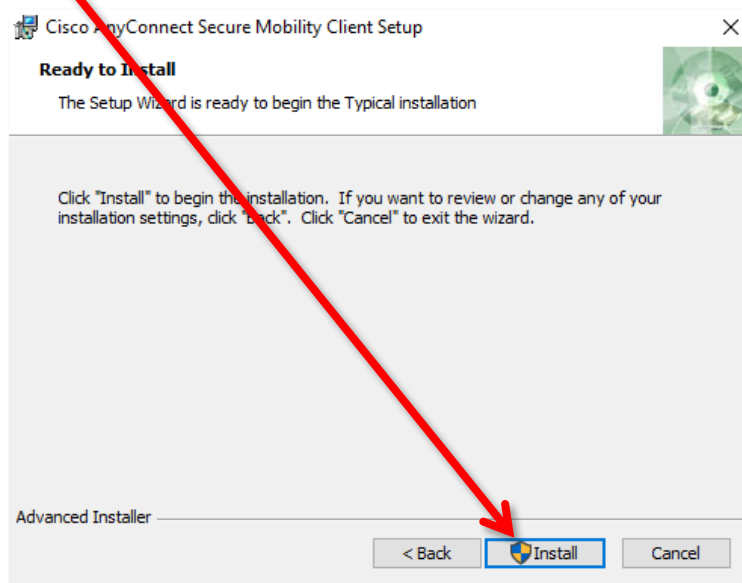 Cisco AnyConnect Secure Mobility Client Setup
Ready to Install
The Setup Wizard is ready to begin the Typical installation
Click "Install" to begin the installation. If you want to review or change any of your
installation settings, click "Back". Click "Cancel" to exit the wizard.
Advanced Installer
< Back
Install
Cancel